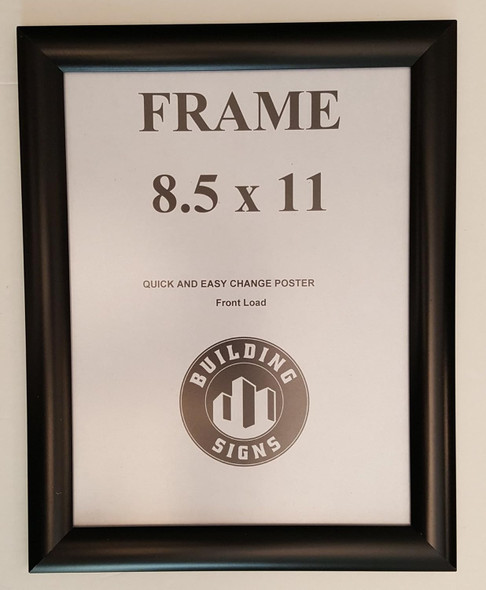 FRAME
8.5 x 11
QUICK AND EASY CHANGE POSTER
Front Load
BUILDING
SIGNS